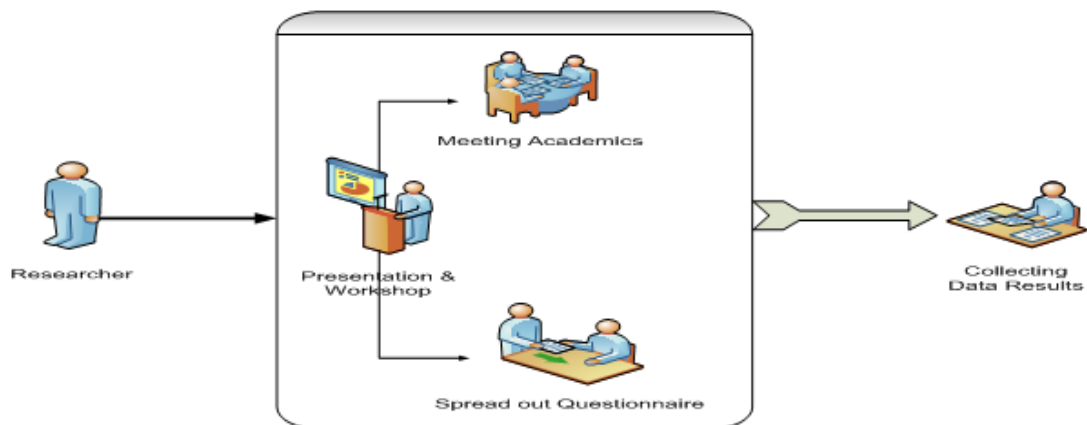 Meeting Academics
Researcher
Presentation &
Workshop
Collecting
Data Results
Spread out Questionnaire